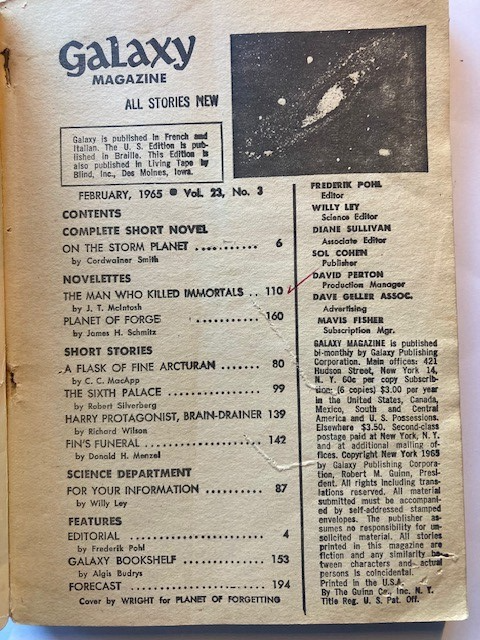 Galaxy
MAGAZINE
ALL STORIES NEW
Galaxy is published in French and
Italian. The U. S. Edition is pub-
lished in Braille. This Edition is
also published in Living Tape by
Blind, Inc., Des Moines, Iowa.
FEBRUARY, 1965 • Vol. 23, No. 3
CONTENTS
COMPLETE SHORT NOVEL
ON THE STORM PLANET ........... 6
by Cordwainer Smith
NOVELETTES
THE MAN WHO KILLED IMMORTALS .. 110
by J. T. McIntosh
PLANET OF FORGE ............ 160
by James H. Schmitz
SHORT STORIES
A FLASK OF FINE ARCTURAN ....... 80
by C. C. MacApp
THE SIXTH PALACE ............... 99
by Robert Silverberg
HARRY PROTAGONIST, BRAIN-DRAINER 139
by Richard Wilson
FIN'S FUNERAL ................. 142
by Donald H. Menzel
SCIENCE DEPARTMENT
FOR YOUR INFORMATION .......... 87
by Willy Ley
FEATURES
EDITORIAL ..................... 4
by Frederik Pohl
GALAXY BOOKSHELF .............. 153
by Algis Budrys
FORECAST ...................... 194
Cover by WRIGHT for PLANET OF FORGETTING
FREDERIK POHL
Editor
WILLY LEY
Science Editor
DIANE SULLIVAN
Associate Editor
SOL COHEN
Publisher
DAVID PERTON
Production Manager
DAVE GELLER ASSOC.
Advertising
MAVIS FISHER
Subscription Mgr.
GALAXY MAGAZINE is published
bi-monthly by Galaxy Publishing
Corporation. Main offices: 421
Hudson Street, New York 14,
N. Y. 60c per copy Subscrib-
tion: (6 copies) $3.00 per year
in the United States, Canada,
Mexico, South and Central
America and U. S. Possessions.
Elsewhere $3.50. Second-class
postage paid at New York, N. Y.
and at additional mailing of-
fices. Copyright New York 1965
by Galaxy Publishing Corpora-
tion, Robert M. Guinn, Pres-
ident. All rights including trans-
lations reserved. All material
submitted must be accompan-
ied by self-addressed stamped
envelopes. The publisher as-
sumes no responsibility for un-
solicited material. All stories
printed in this magazine are
fiction and any similarity be-
tween characters and actual
persons is coincidental.
Printed in the U.S.A.
By The Guinn Co., Inc. N. Y.
Title Reg. U. S. Pat. Off.